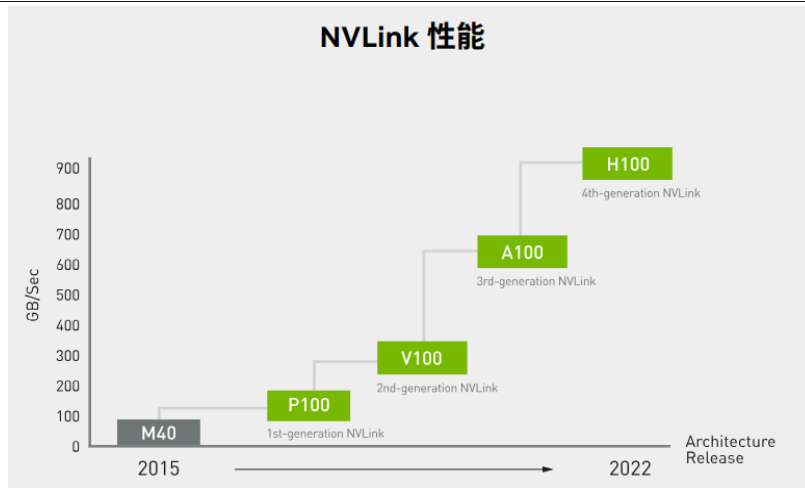 NVLink 性能
900
800
700
600
500
400
300
200
100
0
GB/Sec
H100
4th-generation NVLink
A100
3rd-generation NVLink
V100
2nd-generation NVLink
P100
1st-generation NVLink
M40
2015
2022
Architecture
Release